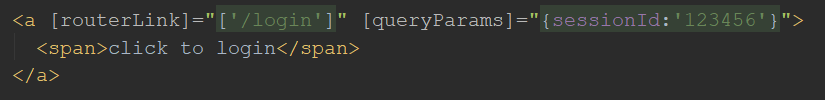 <a [routerLink]="['/login']" [queryParams]="{sessionId:'123456'}">
<span>click to login</span>
</a>